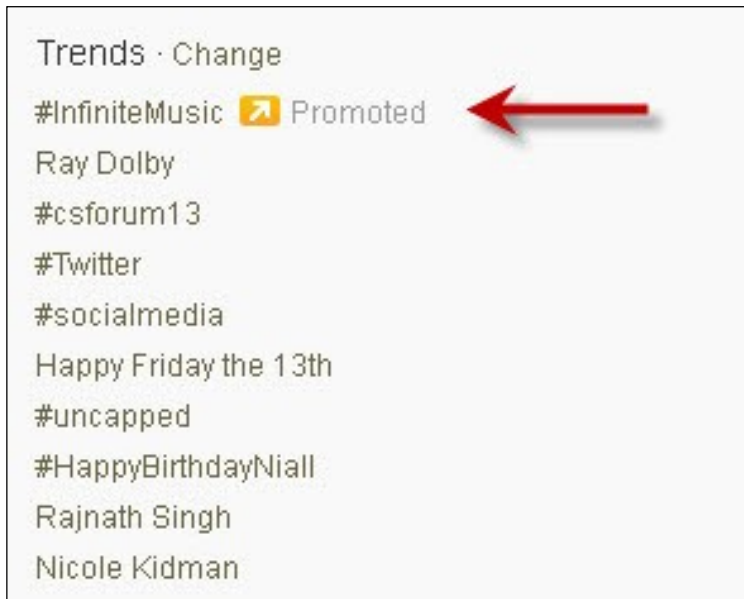 Trends · Change
#InfiniteMusic Promoted
Ray Dolby
#csforum13
#Twitter
#socialmedia
Happy Friday the 13th
#uncapped
#HappyBirthdayNiall
Rajnath Singh
Nicole Kidman